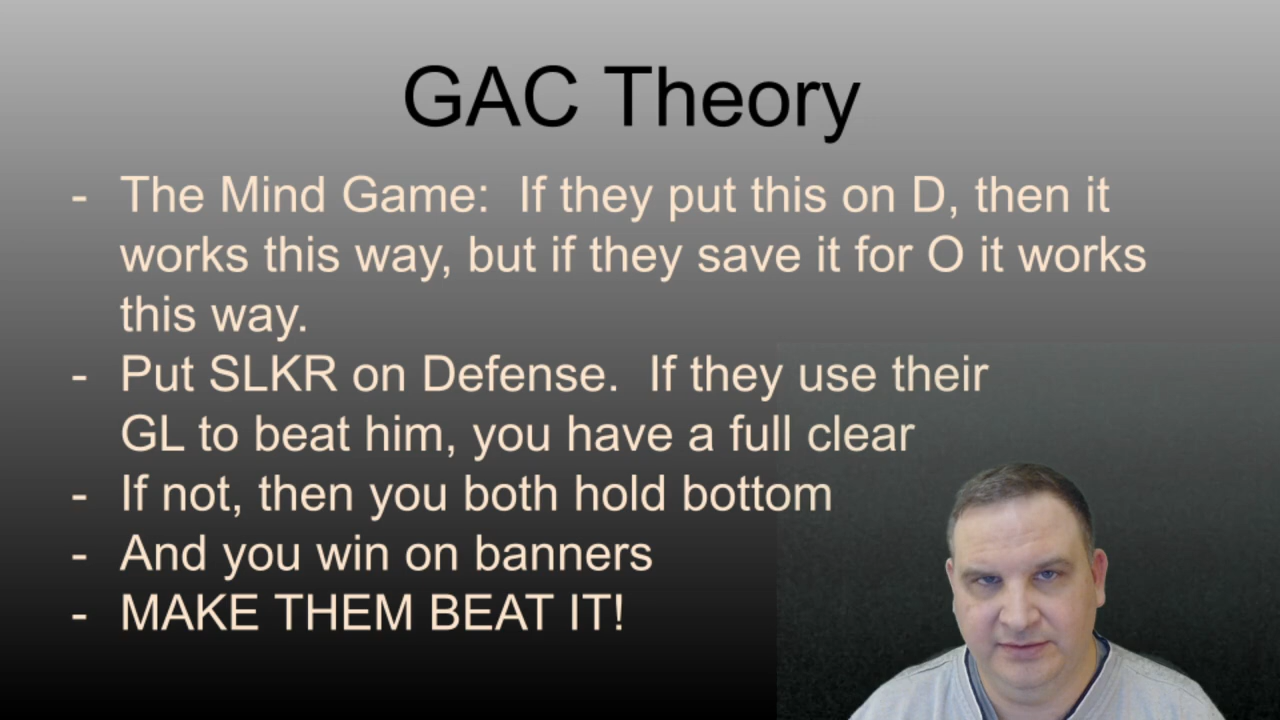 GAC Theory
- The Mind Game: If they put this on D, then it
works this way, but if they save it for O it works
this way.
- Put SLKR on Defense. If they use their
GL to beat him, you have a full clear
- If not, then you both hold bottom
- And you win on banners
- MAKE THEM BEAT IT!